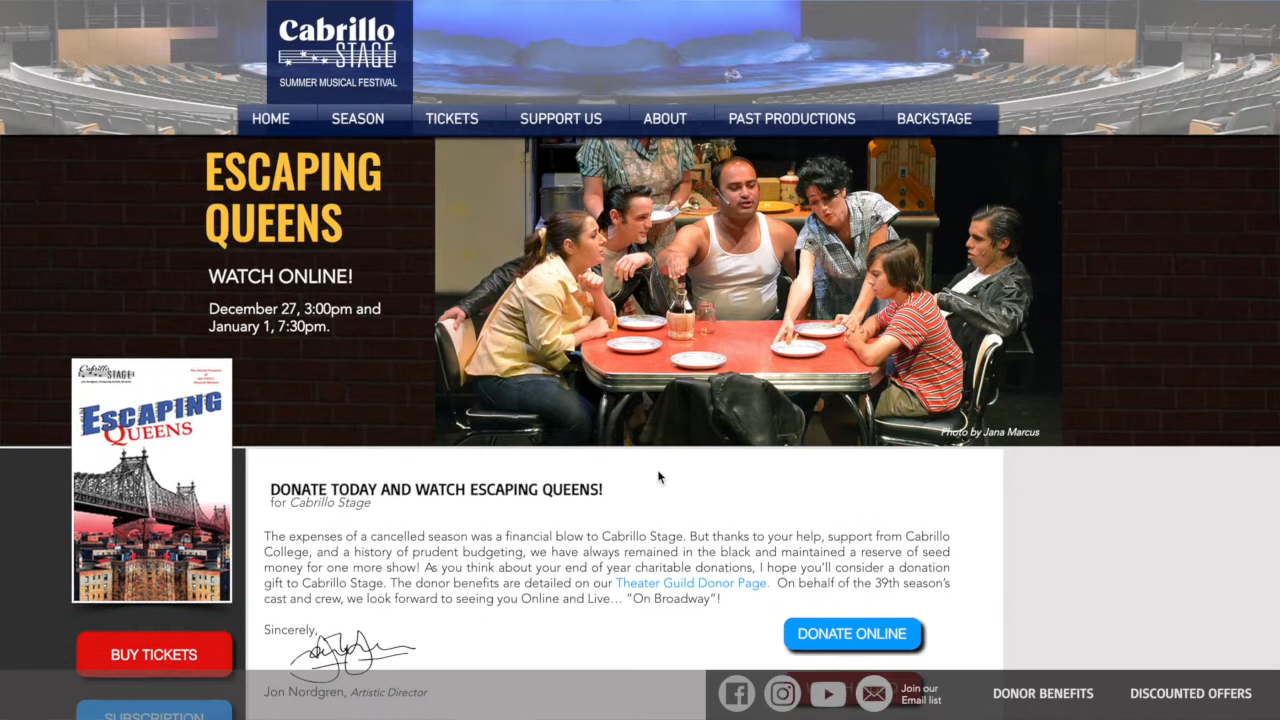 Cabrillo
STAGE
SUMMER MUSICAL FESTIVAL
HOME SEASON TICKETS SUPPORT US ABOUT PAST PRODUCTIONS BACKSTAGE
ESCAPING
QUEENS
WATCH ONLINE!
December 27, 3:00pm and
January 1, 7:30pm.
Photo by Jana Marcus
Cabrillo STAGE
ESCAPING
QUEENS
BUY TICKETS
SUBSCRIPTION
DONATE TODAY AND WATCH ESCAPING QUEENS!
for Cabrillo Stage
The expenses of a cancelled season was a financial blow to Cabrillo Stage. But thanks to your help, support from Cabrillo
College, and a history of prudent budgeting, we have always remained in the black and maintained a reserve of seed
money for one more show! As you think about your end of year charitable donations, I hope you'll consider a donation
gift to Cabrillo Stage. The donor benefits are detailed on our Theater Guild Donor Page. On behalf of the 39th season's
cast and crew, we look forward to seeing you Online and Live... "On Broadway"!
Sincerely,
DONATE ONLINE
Jon Nordgren, Artistic Director
Join our
Email list
DONOR BENEFITS DISCOUNTED OFFERS